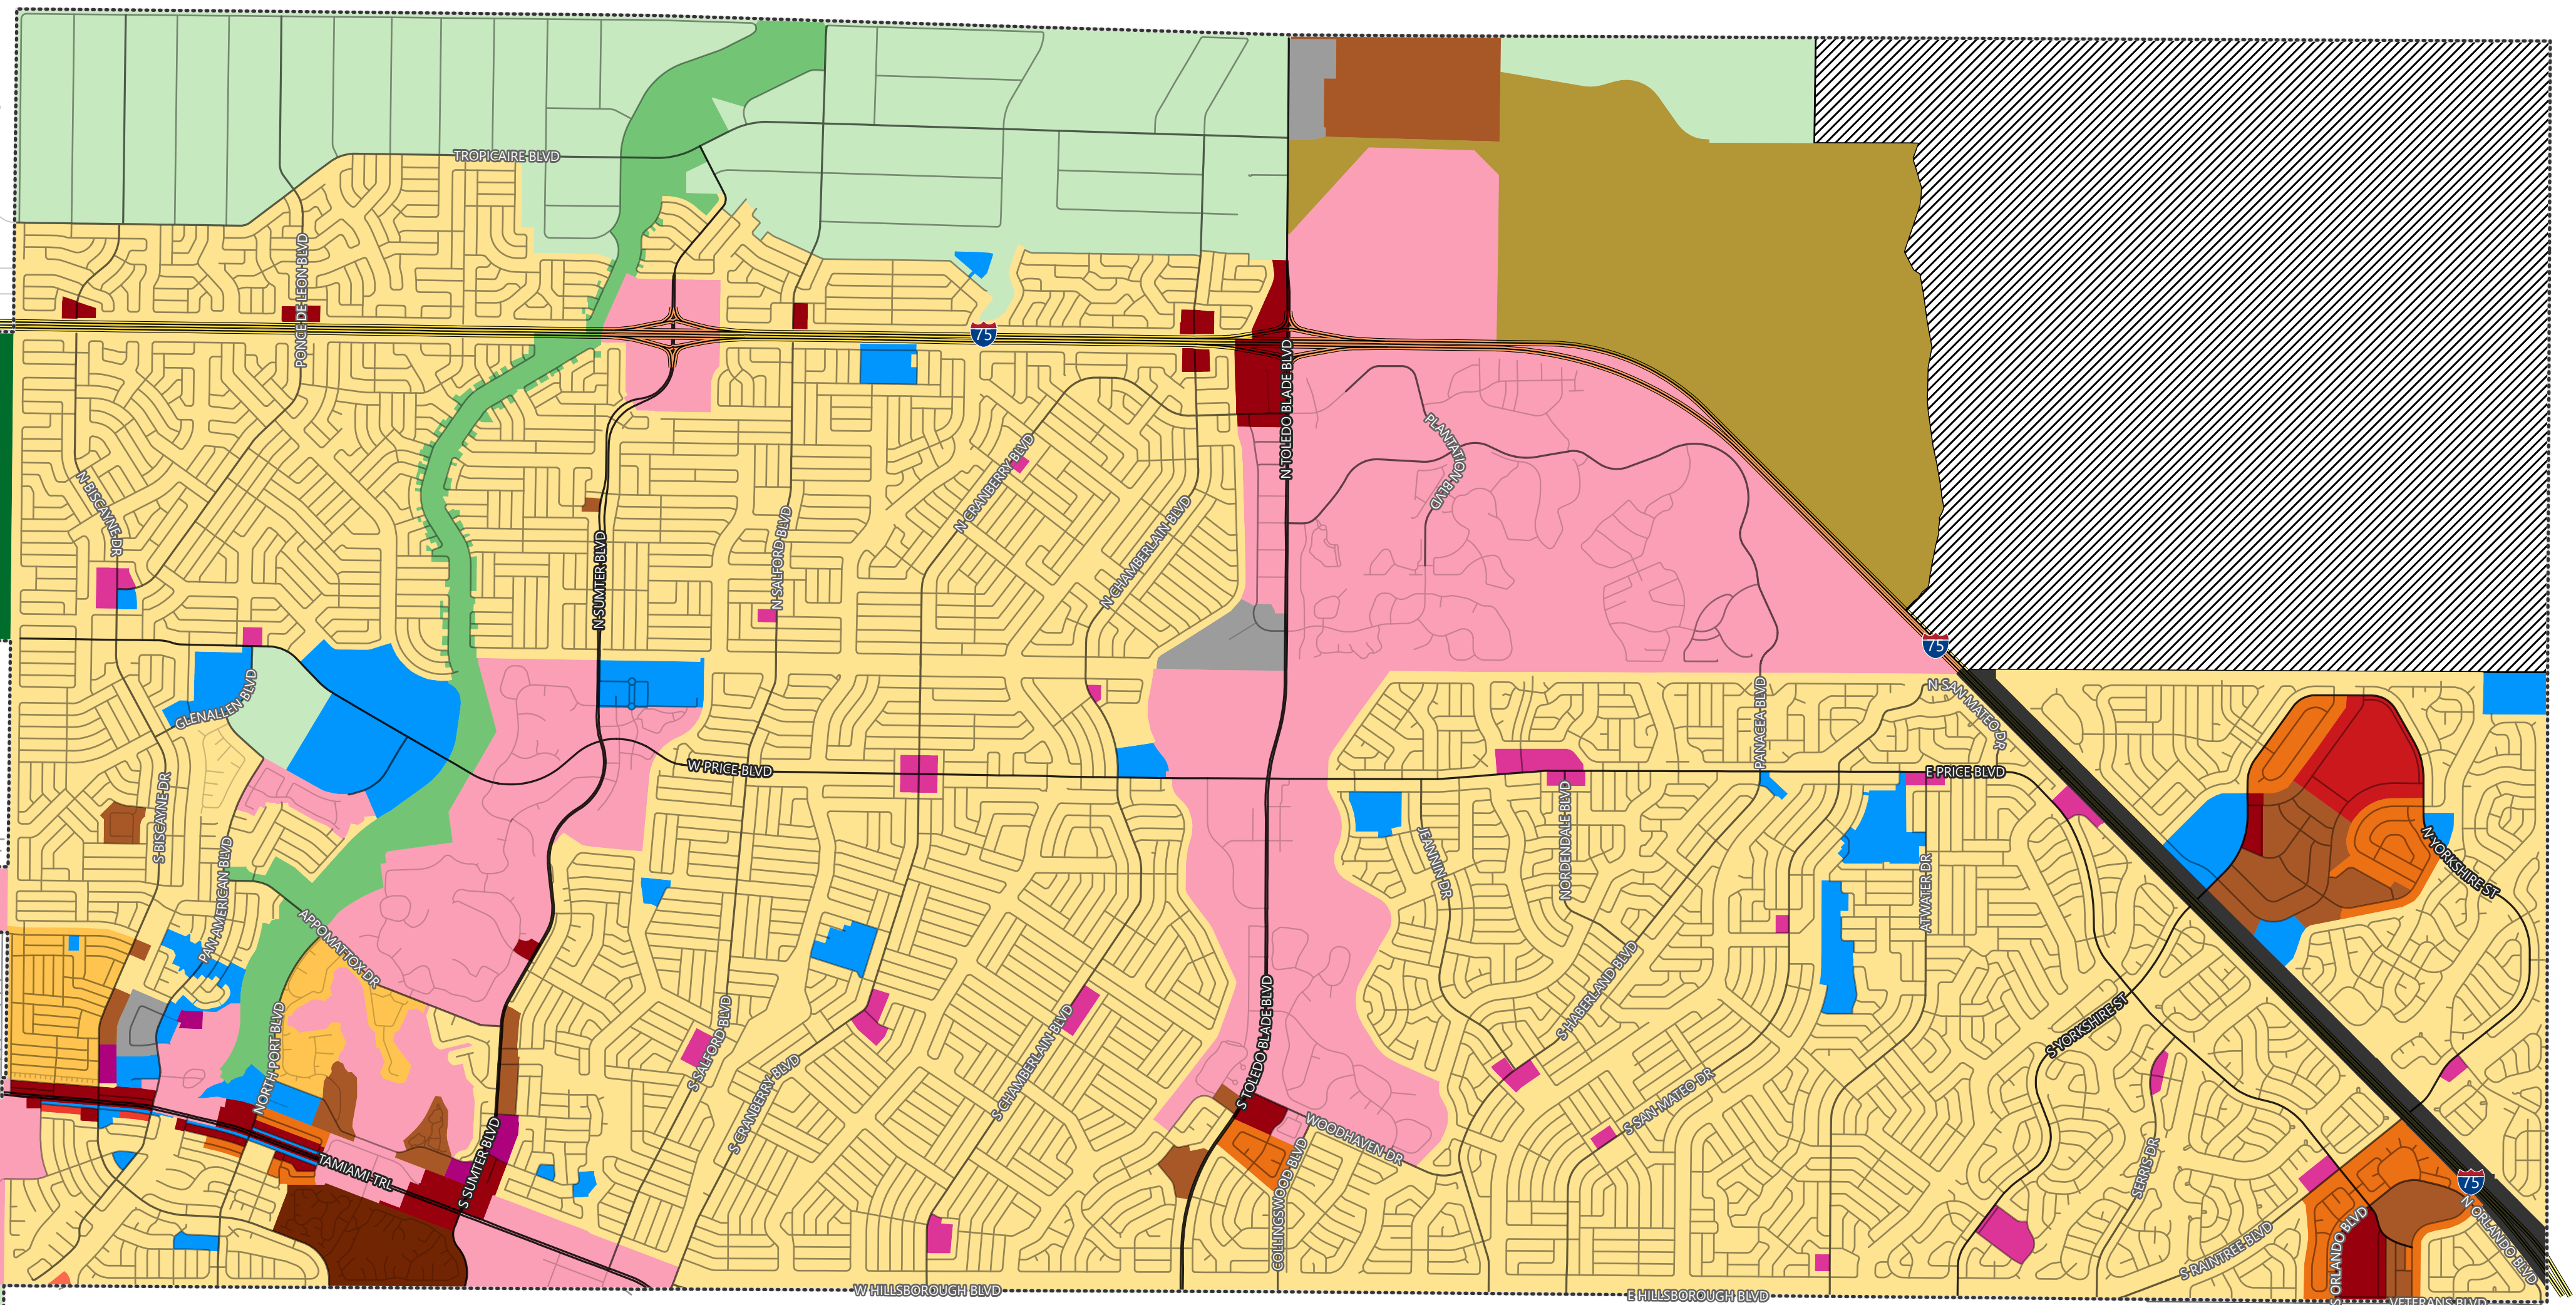 TROPICAIRE BLVD
PONCE DE LEON BLVD
75
N TOLEDO BLADE BLVD
PLANTATION BLVD
N CRANBERRY BLVD
N BISCAYNE DR
N CHAMBERLAIN BLVD
N SALFORD BLVD
N SUMTER BLVD
75
GLENALLEN BLVD
N SAN MATEO DR
PANACEA BLVD
W PRICE BLVD
E PRICE BLVD
S BISCAYNE DR
NORDENDALE BLVD
JEANNIN DR
N YORKSHIRE ST
PAN AMERICAN BLVD
ATWATER DR
APPOMATTOX DR
S HABERLAND BLVD
NORTH PORT BLVD
S SALFORD BLVD
S TOLEDO BLADE BLVD
S YORKSHIRE ST
S CHAMBERLAIN BLVD
S CRANBERRY BLVD
S SAN MATEO DR
WOODHAVEN DR
S SUMTER BLVD
TAMIAMI TRL
SERRIS DR
75
COLLINGSWOOD BLVD
N ORLANDO BLVD
S ORLANDO BLVD
S RAINTREE BLVD
W HILLSBOROUGH BLVD
E HILLSBOROUGH BLVD
VETERANS BLVD